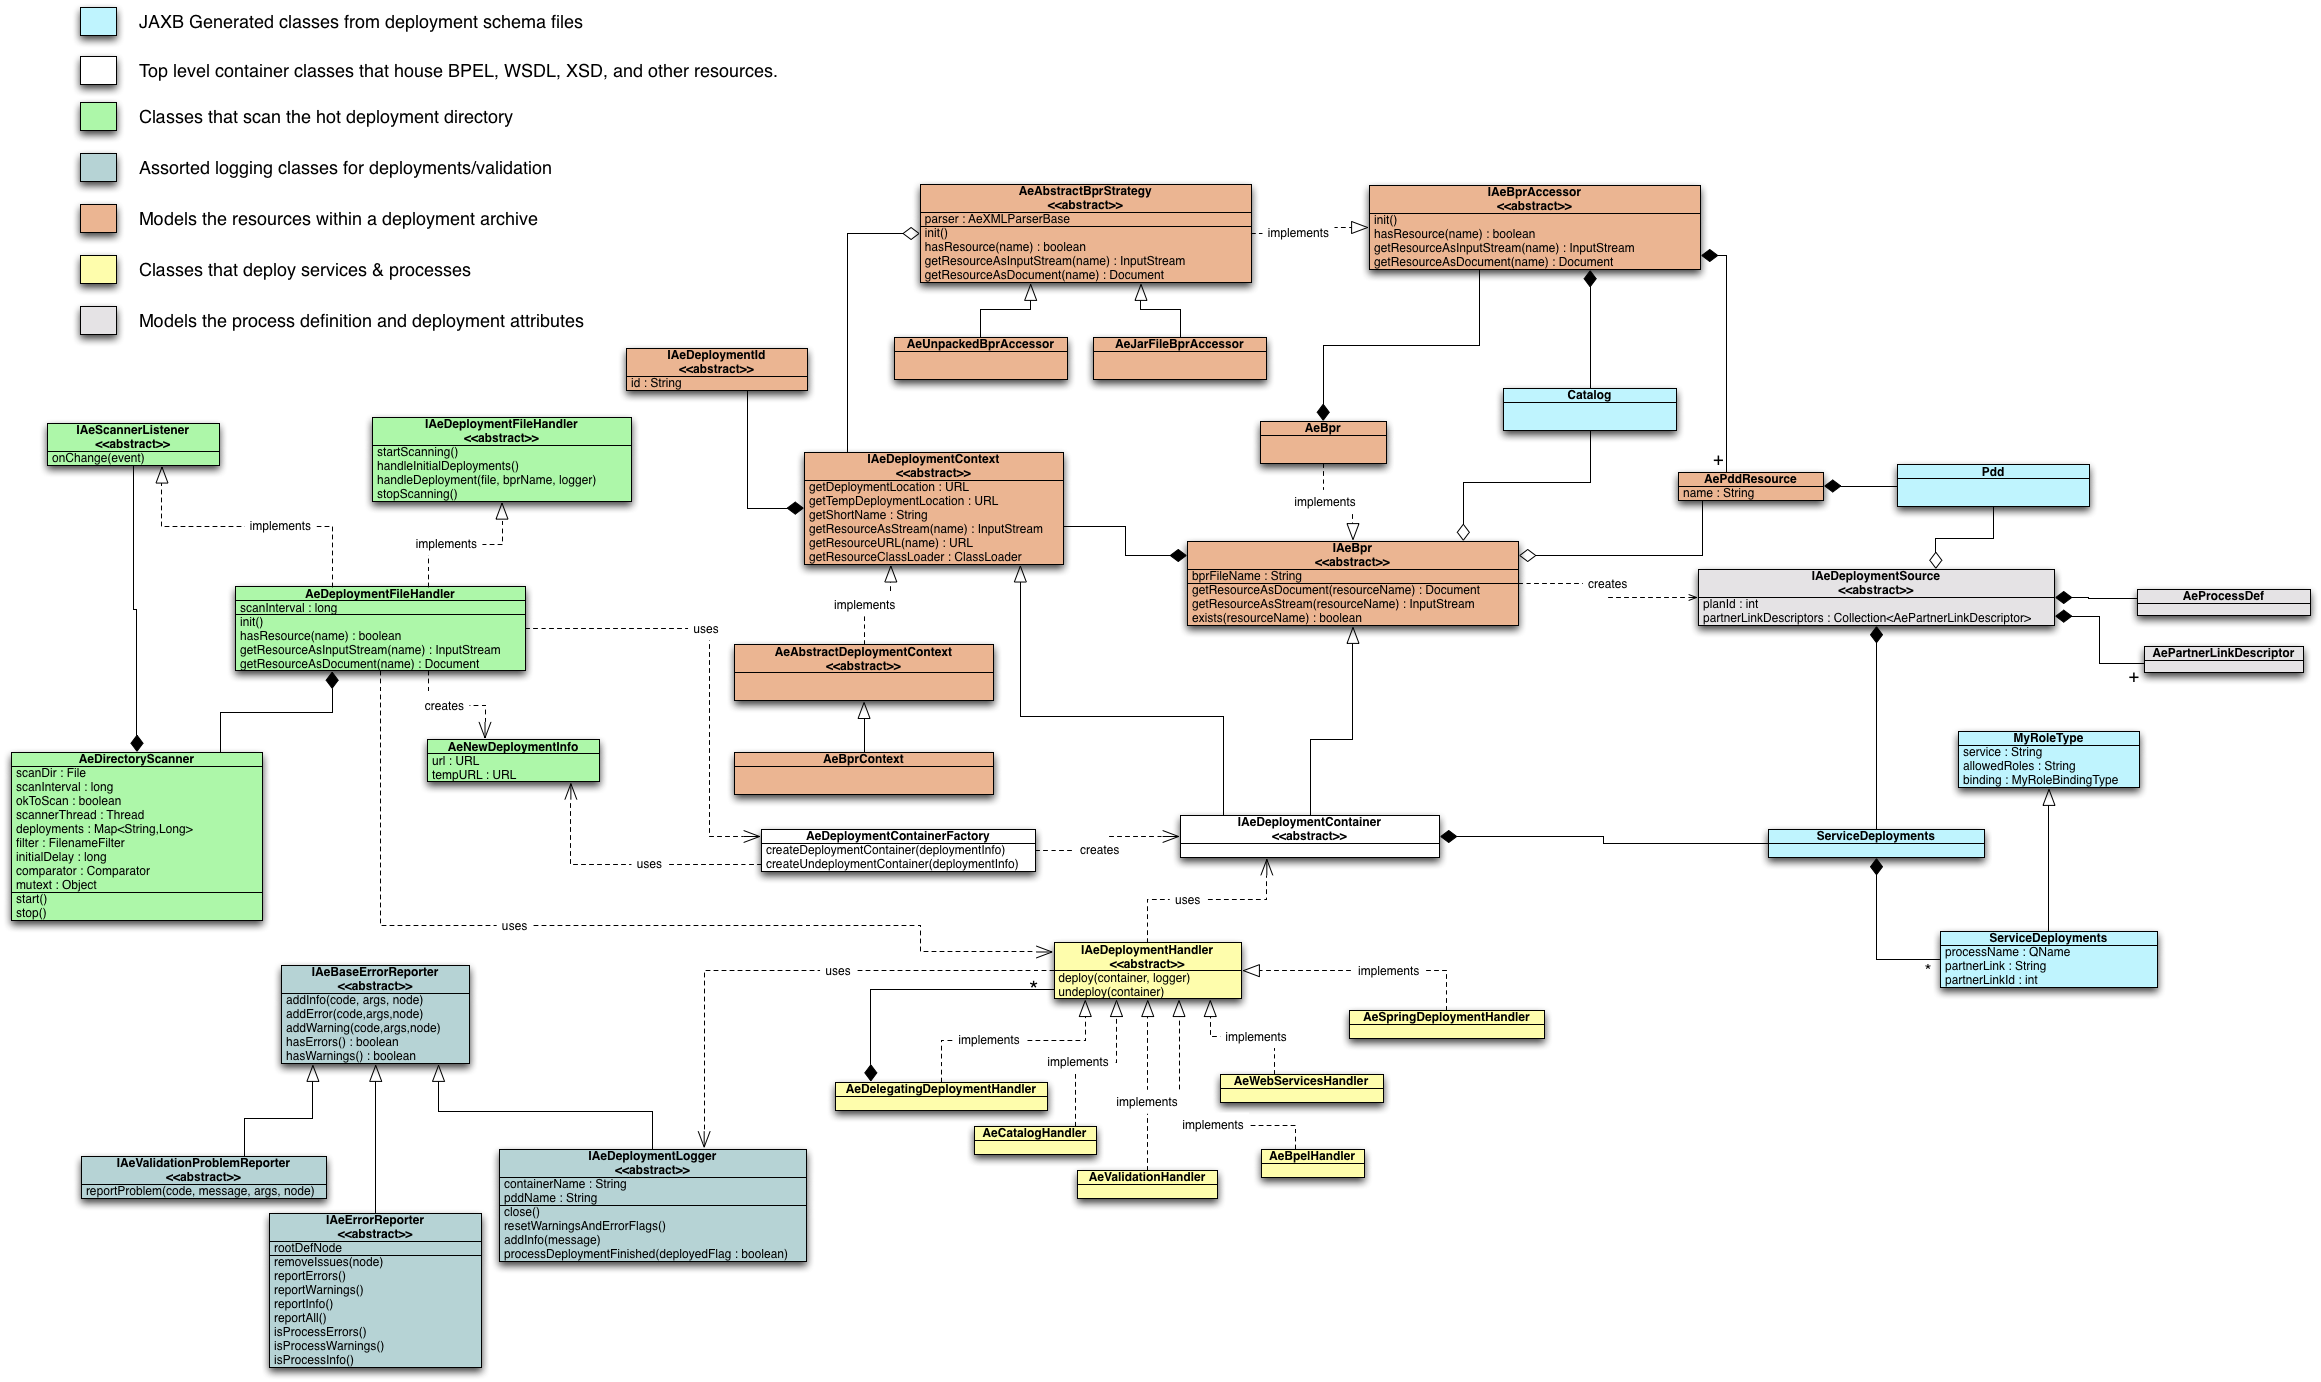 JAXB Generated classes from deployment schema files
Top level container classes that house BPEL, WSDL, XSD, and other resources.
Classes that scan the hot deployment directory
Assorted logging classes for deployments/validation
Models the resources within a deployment archive
Classes that deploy services & processes
Models the process definition and deployment attributes
AeAbstractBprStrategy
<<abstract>>
parser : AeXMLParserBase
init()
hasResource(name) : boolean
getResourceAsInputStream(name) : InputStream
getResourceAsDocument(name) : Document
implements
IAeBprAccessor
<<abstract>>
init()
hasResource(name) : boolean
getResourceAsInputStream(name) : InputStream
getResourceAsDocument(name) : Document
AeUnpackedBprAccessor
AeJarFileBprAccessor
IAeDeploymentId
<<abstract>>
id : String
Catalog
IAeScannerListener
<<abstract>>
onChange(event)
IAeDeploymentFileHandler
<<abstract>>
startScanning()
handleInitialDeployments()
handleDeployment(file, bprName, logger)
stopScanning()
AeBpr
implements
IAeDeploymentContext
<<abstract>>
getDeploymentLocation : URL
getTempDeploymentLocation : URL
getShortName : String
getResourceAsStream(name) : InputStream
getResourceURL(name) : URL
getResourceClassLoader : ClassLoader
+
AePddResource
name : String
Pdd
implements
implements
IAeBpr
<<abstract>>
bprFileName : String
getResourceAsDocument(resourceName) : Document
getResourceAsStream(resourceName) : InputStream
exists(resourceName) : boolean
creates
IAeDeploymentSource
<<abstract>>
planId : int
partnerLinkDescriptors : Collection<AePartnerLinkDescriptor>
AeProcessDef
AePartnerLinkDescriptor
+
AeDeploymentFileHandler
scanInterval : long
init()
hasResource(name) : boolean
getResourceAsInputStream(name) : InputStream
getResourceAsDocument(name) : Document
uses
implements
AeAbstractDeploymentContext
<<abstract>>
creates
AeNewDeploymentInfo
url : URL
tempURL : URL
AeBprContext
AeDirectoryScanner
scanDir : File
scanInterval : long
okToScan : boolean
scannerThread : Thread
deployments : Map<String,Long>
filter : FilenameFilter
initialDelay : long
comparator : Comparator
mutext : Object
start()
stop()
MyRoleType
service : String
allowedRoles : String
binding : MyRoleBindingType
uses
AeDeploymentContainerFactory
createDeploymentContainer(deploymentInfo)
createUndeploymentContainer(deploymentInfo)
creates
IAeDeploymentContainer
<<abstract>>
ServiceDeployments
uses
uses
ServiceDeployments
processName : QName
partnerLink : String
partnerLinkId : int
*
IAeDeploymentHandler
<<abstract>>
deploy(container, logger)
undeploy(container)
uses
*
implements
IAeBaseErrorReporter
<<abstract>>
addInfo(code, args, node)
addError(code,args,node)
addWarning(code,args,node)
hasErrors() : boolean
hasWarnings() : boolean
AeSpringDeploymentHandler
implements
implements
implements
implements
implements
AeDelegatingDeploymentHandler
AeWebServicesHandler
AeCatalogHandler
AeBpelHandler
AeValidationHandler
IAeValidationProblemReporter
<<abstract>>
reportProblem(code, message, args, node)
IAeDeploymentLogger
<<abstract>>
containerName : String
pddName : String
close()
resetWarningsAndErrorFlags()
addInfo(message)
processDeploymentFinished(deployedFlag : boolean)
IAeErrorReporter
<<abstract>>
rootDefNode
removeIssues(node)
reportErrors()
reportWarnings()
reportInfo()
reportAll()
isProcessErrors()
isProcessWarnings()
isProcessInfo()